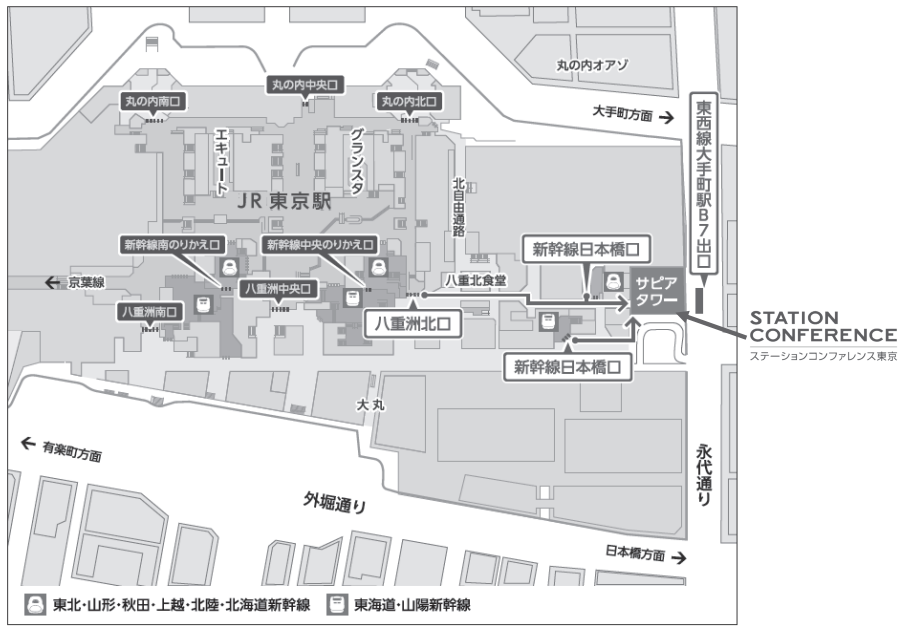 丸の内オアゾ
丸の内中央口
丸の内南口
丸の内北口
大手町方面
東西線大手町駅B7出口
エキュート
グランスタ
JR 東京駅
北自由通路
新幹線南のりかえ口
新幹線中央のりかえ口
新幹線日本橋口
京葉線
八重洲中央口
八重北食堂
サピア
タワー
八重洲南口
八重洲北口
STATION
CONFERENCE
ステーションコンファレンス東京
新幹線日本橋口
大丸
有楽町方面
永代通り
外堀通り
日本橋方面
東北・山形・秋田・上越・北陸・北海道新幹線
東海道・山陽新幹線